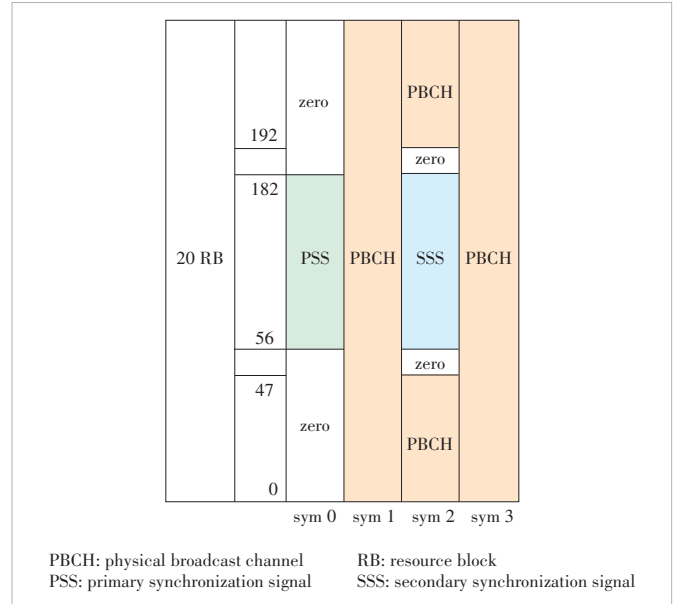 zero
PBCH
192
zero
182
20 RB
PSS
PBCH
SSS
PBCH
56
zero
47
zero
PBCH
0
sym 0 sym 1 sym 2 sym 3
PBCH: physical broadcast channel
RB: resource block
PSS: primary synchronization signal
SSS: secondary synchronization signal